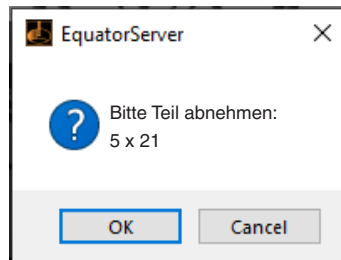 EquatorServer
Bitte Teil abnehmen:
5 x 21
OK
Cancel